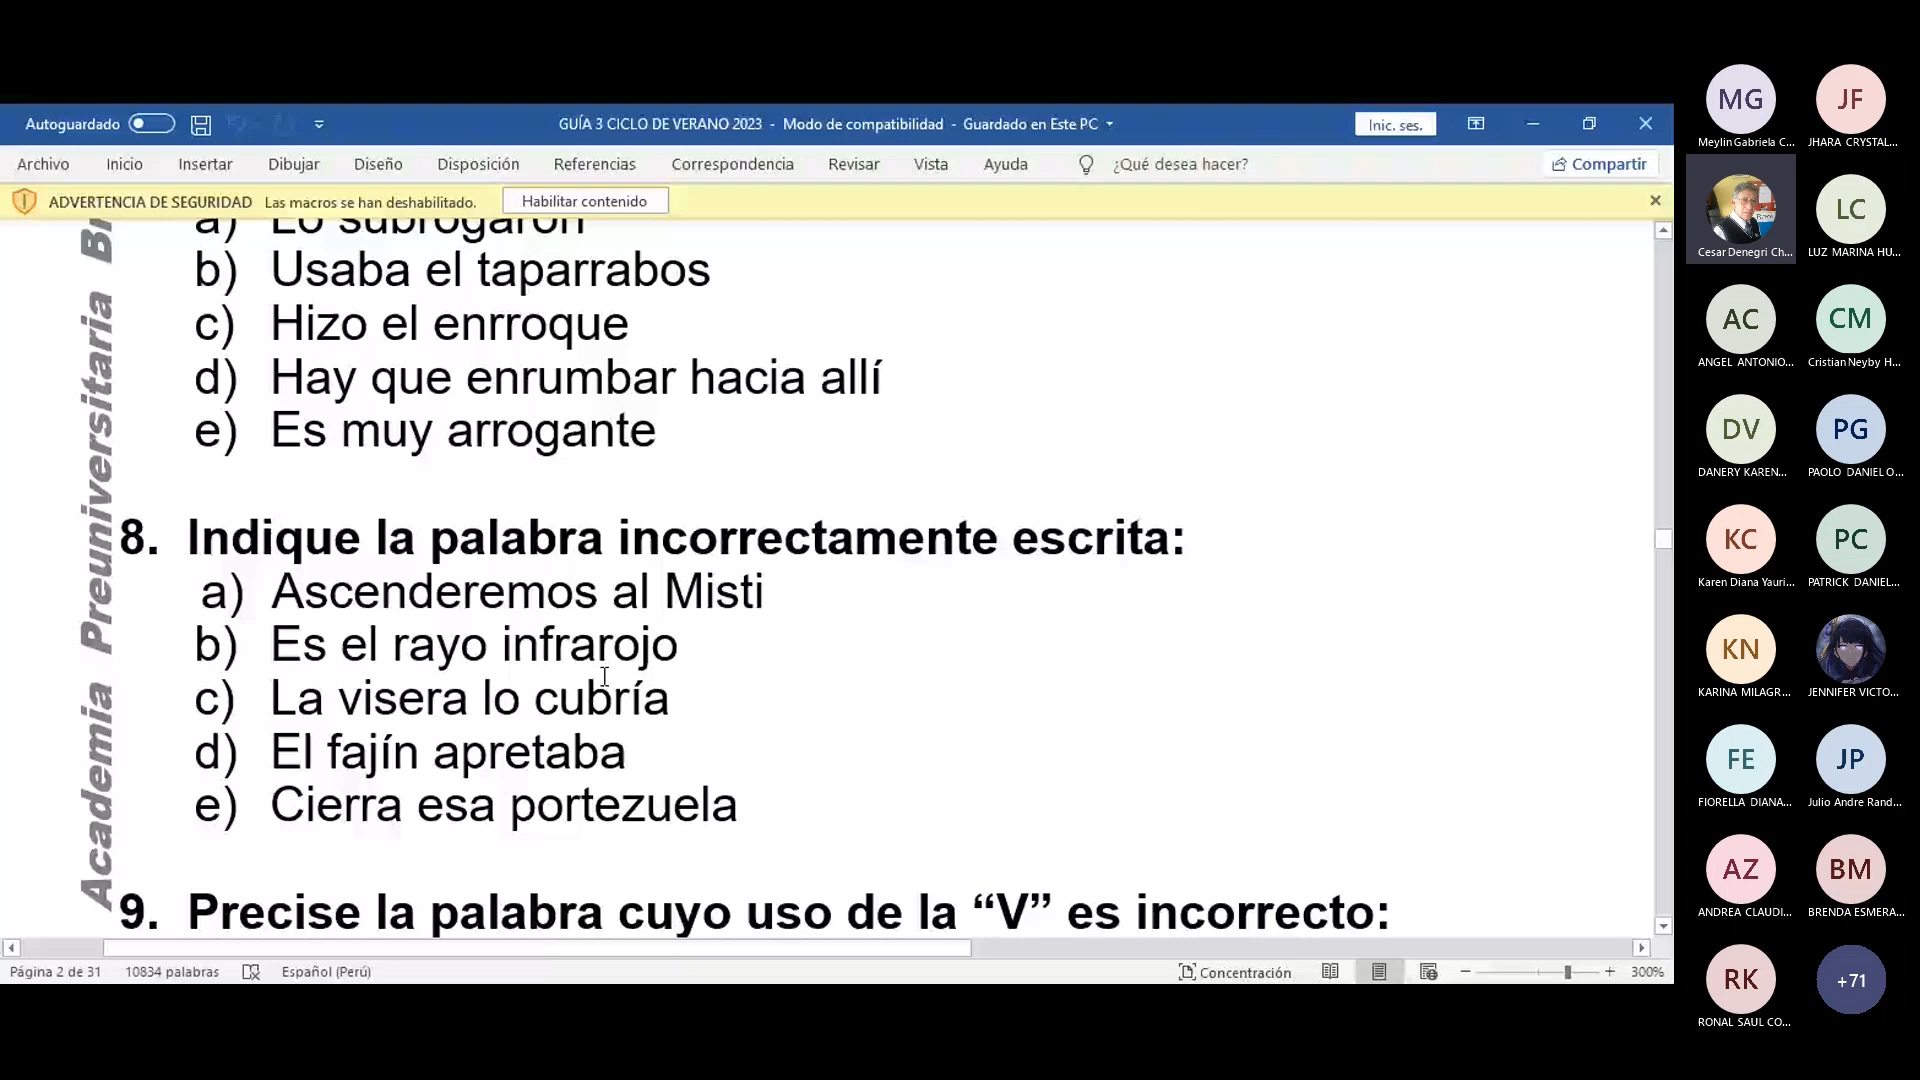 Autoguardado
GUÍA 3 CICLO DE VERANO 2023 - Modo de compatibilidad - Guardado en Este PC
Inic. ses.
Archivo Inicio Insertar Dibujar Diseño Disposición Referencias Correspondencia Revisar Vista Ayuda ¿Qué desea hacer? Compartir
ADVERTENCIA DE SEGURIDAD Las macros se han deshabilitado. Habilitar contenido
a) Lo subrogaron
b) Usaba el taparrabos
c) Hizo el enrroque
d) Hay que enrumbar hacia allí
e) Es muy arrogante
8. Indique la palabra incorrectamente escrita:
a) Ascenderemos al Misti
b) Es el rayo infrarojo
c) La visera lo cubría
d) El fajín apretaba
e) Cierra esa portezuela
9. Precise la palabra cuyo uso de la “V” es incorrecto:
Academia Preuniversitaria Br
Página 2 de 31 10834 palabras Español (Perú) Concentración 300%
MG JF
Meylin Gabriela C... JHARA CRYSTAL...
LC
Cesar Denegri Ch... LUZ MARINA HU...
AC CM
ANGEL ANTONIO... Cristian Neyby H...
DV PG
DANERY KAREN... PAOLO DANIEL O...
KC PC
Karen Diana Yauri... PATRICK DANIEL...
KN
KARINA MILAGR... JENNIFER VICTO...
FE JP
FIORELLA DIANA... Julio Andre Rand...
AZ BM
ANDREA CLAUDI... BRENDA ESMERA...
RK +71
RONAL SAUL CO...